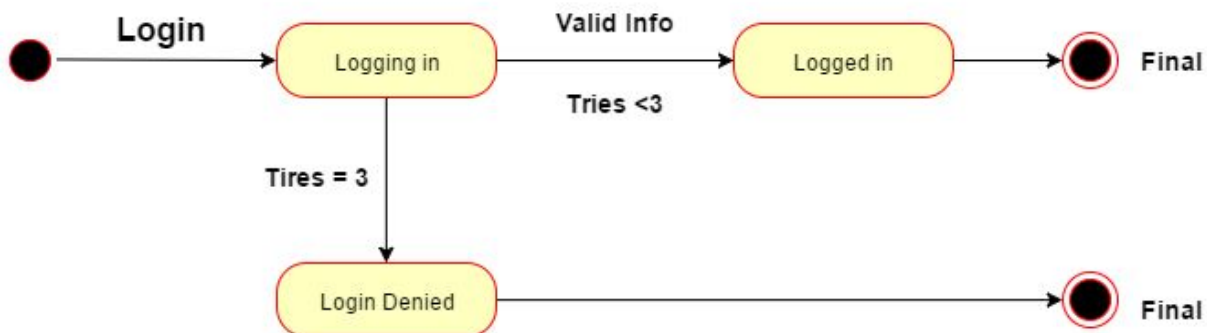 Login
Valid Info
Logging in
Logged in
Final
Tries <3
Tires = 3
Login Denied
Final